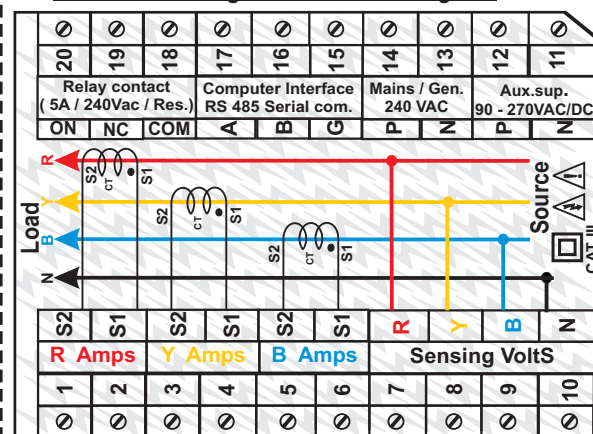 20 19 18 17 16 15 14 13 12 11
Relay contact
( 5A / 240Vac / Res.)
Computer Interface
RS 485 Serial com.
Mains / Gen.
240 VAC
Aux.sup.
90 - 270VAC/DC
ON NC COM A B G P N P N
R
S2 CT S1
Y
S2 CT S1
B
S2 CT S1
N
Load
Source
CAT III
S2 S1 S2 S1 S2 S1 R Y B N
R Amps Y Amps B Amps Sensing VoltS
1 2 3 4 5 6 7 8 9 10